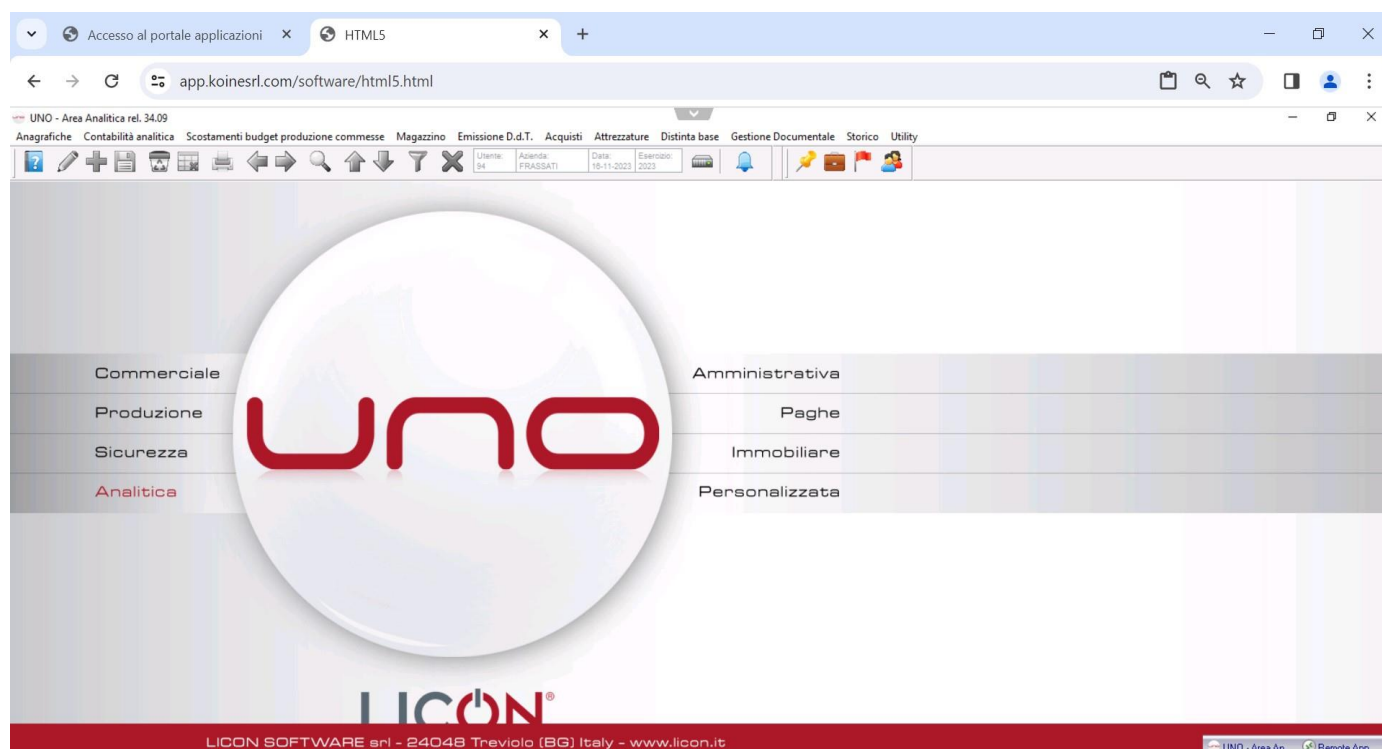 Accesso al portale applicazioni
HTML5
app.koinesrl.com/software/html5.html
UNO - Area Analitica rel. 34.09
Anagrafiche Contabilità analitica Scostamenti budget produzione commesse Magazzino Emissione D.d.T. Acquisti Attrezzature Distinta base Gestione Documentale Storico Utility
Utente: Azienda: Data: Esercizio:
94 FRASSATI 16-11-2023 2023
Commerciale Amministrativa
Produzione Paghe
uno
Sicurezza Immobiliare
Analitica Personalizzata
LICON®
LICON SOFTWARE srl - 24048 Treviolo (BG) Italy - www.licon.it
UNO - Area An Remote App